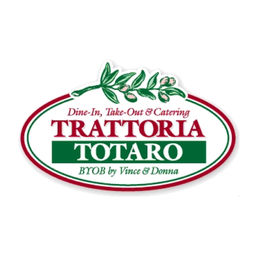 Dine-In, Take-Out & Catering
TRATTORIA
TOTARO
BYOB by Vince & Donna